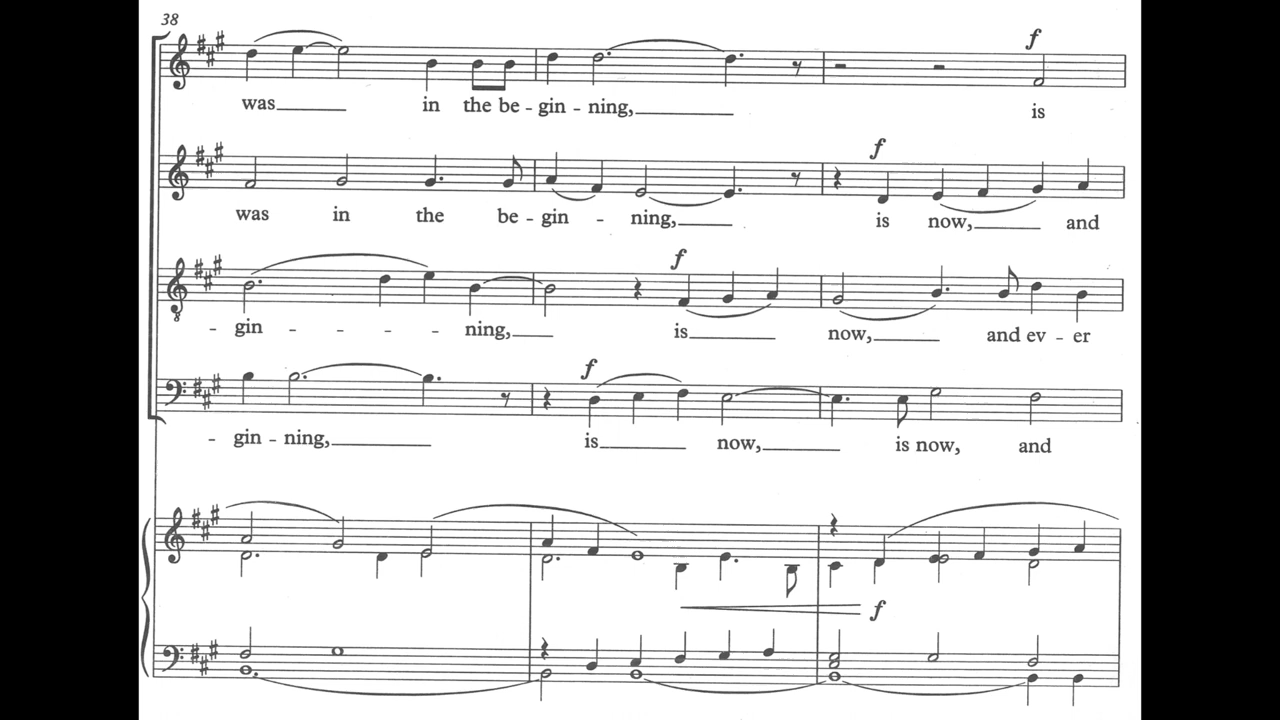 38
f
was in the be - gin - ning, is
f
was in the be - gin - ning, is now, and
f
- gin - - - - ning, is now, and ev - er
8
f
- gin - ning, is now, is now, and
f